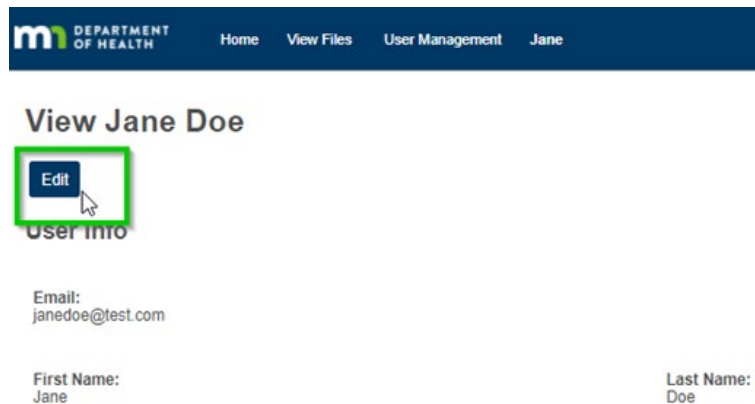 DEPARTMENT
OF HEALTH
Home View Files User Management Jane
View Jane Doe
Edit
User Info
Email:
janedoe@test.com
First Name: Last Name:
Jane Doe